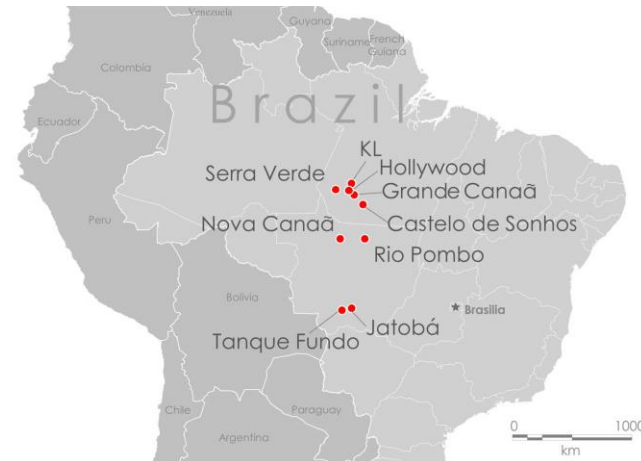 Venezuela
Guyana
Suriname
French
Guiana
Colombia
Ecuador
Brazil
KL
Hollywood
Serra Verde
Grande Canaã
Peru
Nova Canaã
Castelo de Sonhos
Rio Pombo
Bolivia
Brasilia
Jatobá
Tanque Fundo
Chile
Paraguay
Argentina
0 1000
km